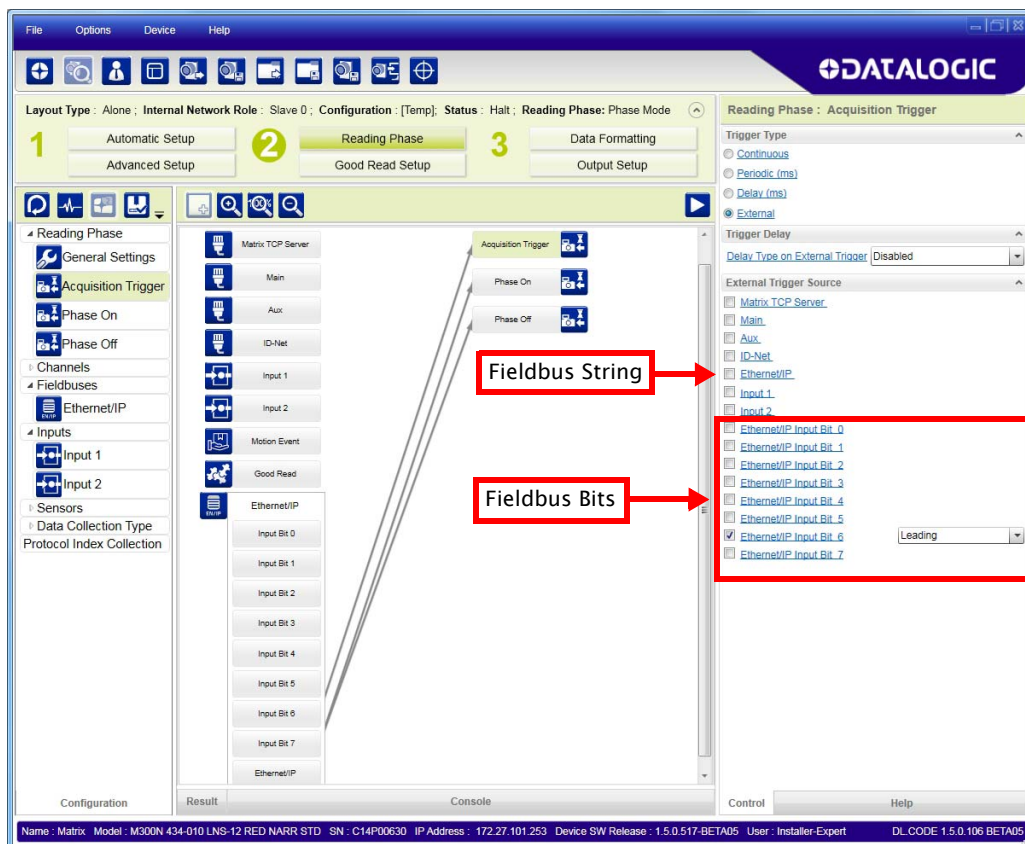 File Options Device Help
DATALOGIC
Layout Type : Alone ; Internal Network Role : Slave 0 ; Configuration : [Temp]; Status : Halt ; Reading Phase: Phase Mode
1 Automatic Setup
Advanced Setup
2 Reading Phase
Good Read Setup
3 Data Formatting
Output Setup
Reading Phase
General Settings
Acquisition Trigger
Phase On
Phase Off
Channels
Fieldbuses
EN/IP
Ethernet/IP
Inputs
Input 1
Input 2
Sensors
Data Collection Type
Protocol Index Collection
Configuration
100%
Matrix TCP Server
Main
Aux
ID-Net
Input 1
Input 2
Motion Event
Good Read
EN/IP
Ethernet/IP
Input Bit 0
Input Bit 1
Input Bit 2
Input Bit 3
Input Bit 4
Input Bit 5
Input Bit 6
Input Bit 7
Ethernet/IP
Acquisition Trigger
Phase On
Phase Off
Fieldbus String
Fieldbus Bits
Result
Console
Reading Phase : Acquisition Trigger
Trigger Type
Continuous
Periodic (ms)
Delay (ms)
External
Trigger Delay
Delay Type on External Trigger Disabled
External Trigger Source
Matrix TCP Server
Main
Aux
ID-Net
Ethernet/IP
Input 1
Input 2
Ethernet/IP Input Bit 0
Ethernet/IP Input Bit 1
Ethernet/IP Input Bit 2
Ethernet/IP Input Bit 3
Ethernet/IP Input Bit 4
Ethernet/IP Input Bit 5
Ethernet/IP Input Bit 6 Leading
Ethernet/IP Input Bit 7
Control Help
Name : Matrix Model : M300N 434-010 LNS-12 RED NARR STD SN : C14P00630 IP Address : 172.27.101.253 Device SW Release : 1.5.0.517-BETA05 User : Installer-Expert DL.CODE 1.5.0.106 BETA05